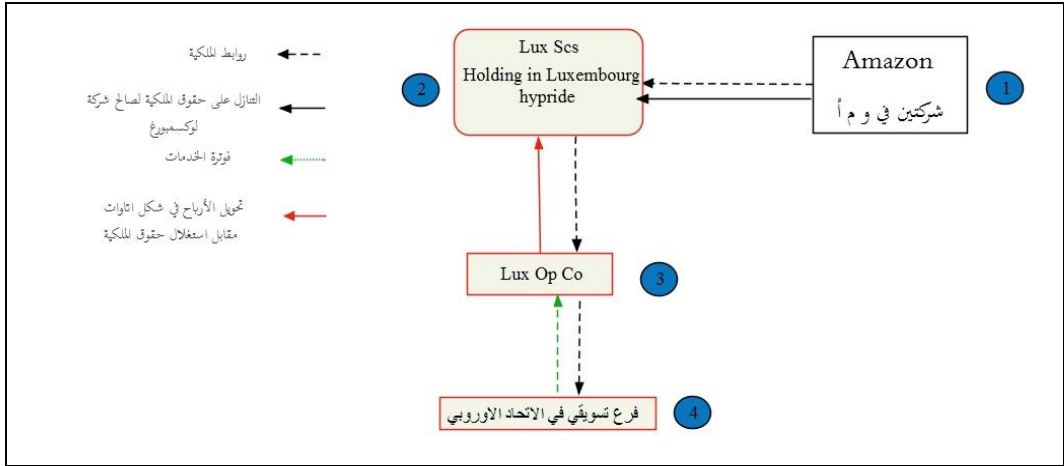 روابط الملكية
التنازل على حقوق الملكية لصالح شركة
لوكسمبورغ
فوترة الخدمات
تحويل الأرباح في شكل اتاوات
مقابل استغلال حقوق الملكية
2
Lux Scs
Holding in Luxembourg
hypride
Amazon
شركتين في و م أ
1
Lux Op Co
3
فرع تسويقي في الاتحاد الاوروبي
4